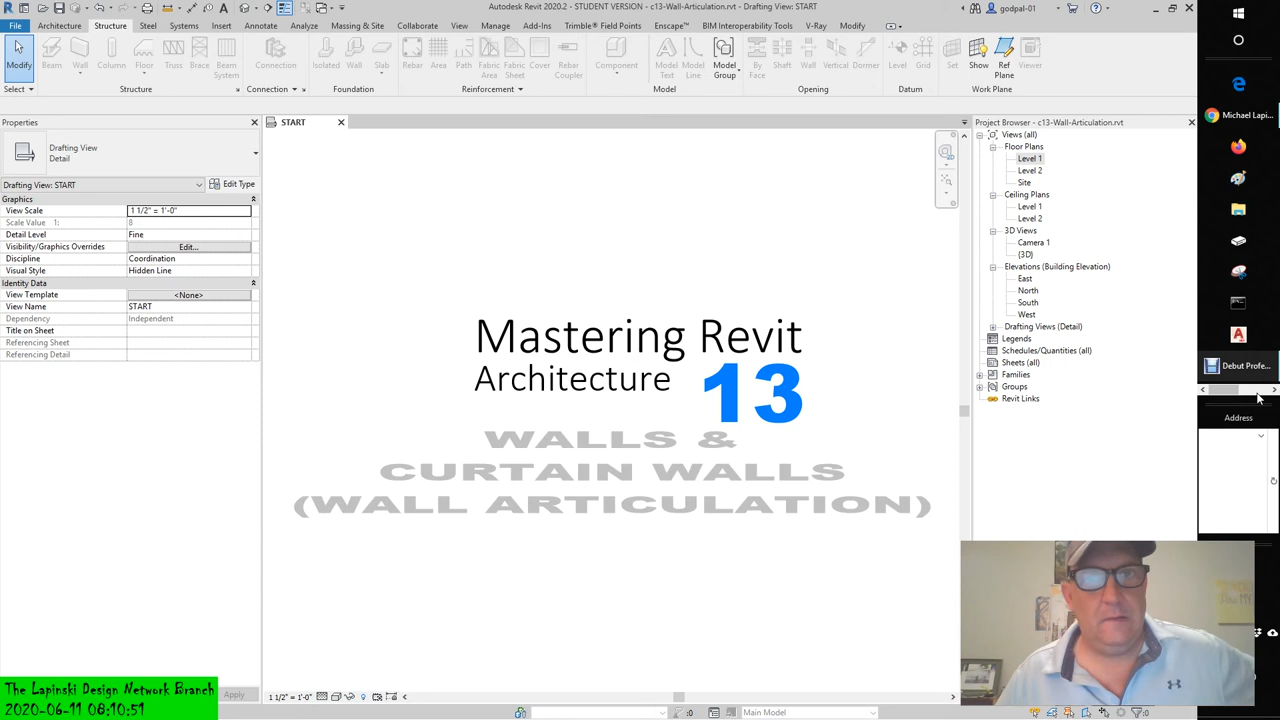 Autodesk Revit 2020.2 - STUDENT VERSION - c13-Wall-Articulation.rvt - Drafting View: START
godpal-01
File Architecture Structure Steel Systems Insert Annotate Analyze Massing & Site Collaborate View Manage Add-Ins Trimble® Field Points Enscape™ BIM Interoperability Tools V-Ray Modify
Modify Beam Wall Column Floor Truss Brace Beam System Connection Isolated Wall Slab Rebar Area Path Fabric Area Fabric Sheet Cover Rebar Coupler Component Model Text Model Line Model Group By Face Shaft Wall Vertical Dormer Level Grid Set Show Ref Plane Viewer
Select Structure Connection Foundation Reinforcement Model Opening Datum Work Plane
Properties
START
Project Browser - c13-Wall-Articulation.rvt
Drafting View
Detail
Drafting View: START
Edit Type
Graphics
View Scale 1 1/2" = 1'-0"
Scale Value 1: 8
Detail Level Fine
Visibility/Graphics Overrides Edit...
Discipline Coordination
Visual Style Hidden Line
Identity Data
View Template <None>
View Name START
Dependency Independent
Title on Sheet
Referencing Sheet
Referencing Detail
Mastering Revit
Architecture 13
WALLS &
CURTAIN WALLS
(WALL ARTICULATION)
Views (all)
Floor Plans
Level 1
Level 2
Site
Ceiling Plans
Level 1
Level 2
3D Views
Camera 1
{3D}
Elevations (Building Elevation)
East
North
South
West
Drafting Views (Detail)
Legends
Schedules/Quantities (all)
Sheets (all)
Families
Groups
Revit Links
Michael Lapi...
Debut Profe...
Address
The Lapinski Design Network Branch
2020-06-11 08:10:51
Apply
1 1/2" = 1'-0"
:0
Main Model
:0